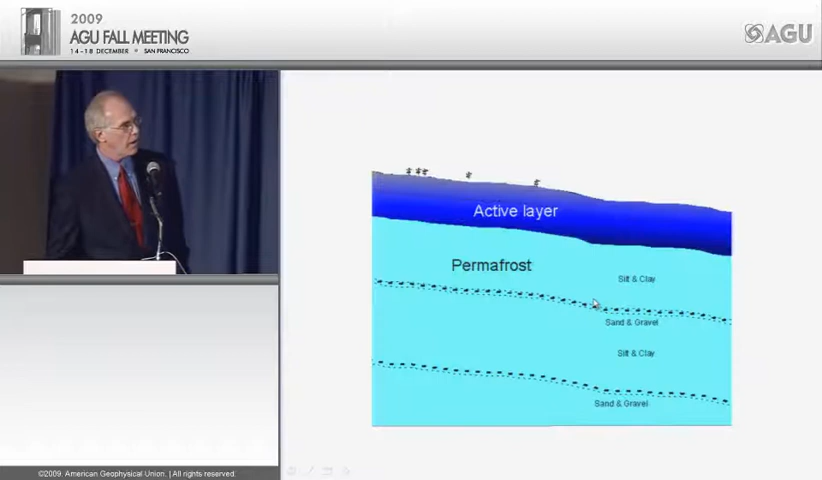 2009
AGU FALL MEETING
14-18 DECEMBER • SAN FRANCISCO
AGU
Active layer
Permafrost
Silt & Clay
Sand & Gravel
Silt & Clay
Sand & Gravel
©2009. American Geophysical Union. | All rights reserved.